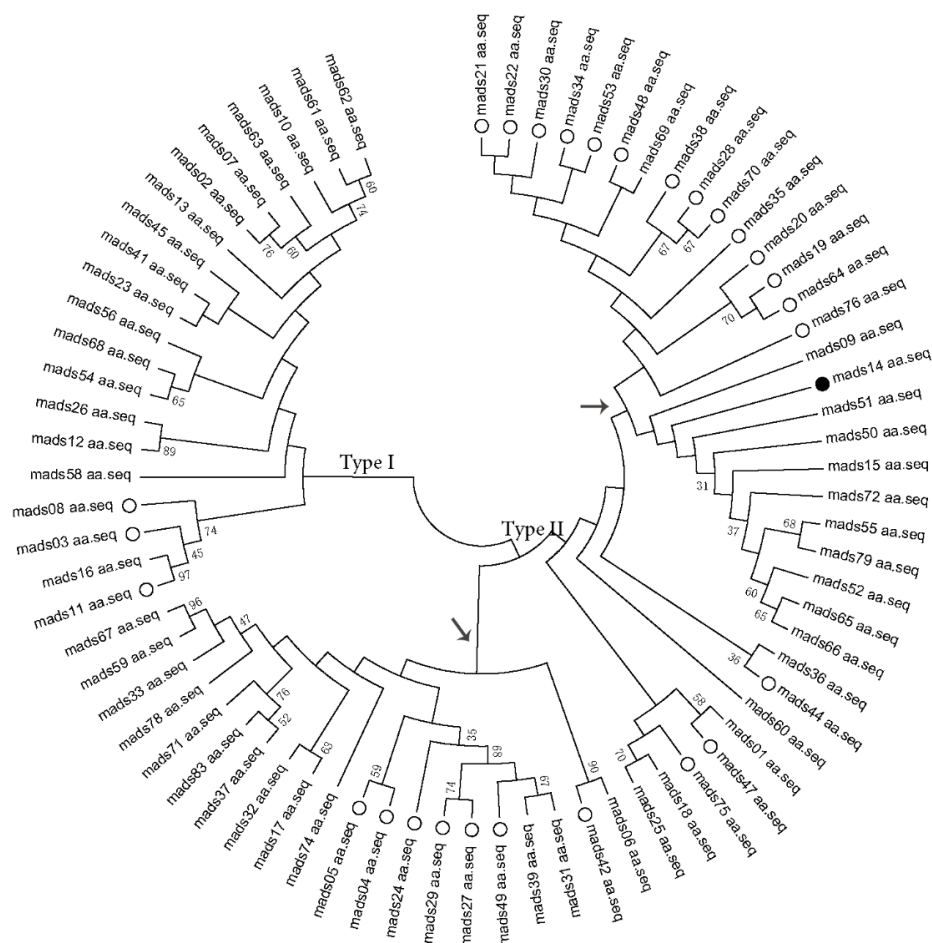 mads21 aa.seq
mads22 aa.seq
mads30 aa.seq
mads34 aa.seq
mads53 aa.seq
mads48 aa.seq
mads69 aa.seq
mads38 aa.seq
mads28 aa.seq
mads70 aa.seq
mads35 aa.seq
mads20 aa.seq
mads19 aa.seq
mads64 aa.seq
mads76 aa.seq
mads09 aa.seq
mads14 aa.seq
mads51 aa.seq
mads50 aa.seq
mads15 aa.seq
mads72 aa.seq
mads55 aa.seq
mads79 aa.seq
mads52 aa.seq
mads65 aa.seq
mads66 aa.seq
mads36 aa.seq
mads44 aa.seq
mads60 aa.seq
mads01 aa.seq
mads47 aa.seq
mads75 aa.seq
mads18 aa.seq
mads25 aa.seq
mads06 aa.seq
mads42 aa.seq
mads31 aa.seq
mads39 aa.seq
mads49 aa.seq
mads27 aa.seq
mads29 aa.seq
mads24 aa.seq
mads04 aa.seq
mads05 aa.seq
mads74 aa.seq
mads17 aa.seq
mads32 aa.seq
mads37 aa.seq
mads83 aa.seq
mads71 aa.seq
mads78 aa.seq
mads33 aa.seq
mads59 aa.seq
mads67 aa.seq
mads11 aa.seq
mads16 aa.seq
mads03 aa.seq
mads08 aa.seq
mads58 aa.seq
mads12 aa.seq
mads26 aa.seq
mads54 aa.seq
mads68 aa.seq
mads56 aa.seq
mads23 aa.seq
mads41 aa.seq
mads45 aa.seq
mads13 aa.seq
mads02 aa.seq
mads07 aa.seq
mads63 aa.seq
mads10 aa.seq
mads61 aa.seq
mads62 aa.seq
Type I
Type II
67
67
70
31
37
68
60
65
36
58
70
90
69
89
74
35
59
63
52
76
47
96
97
45
74
89
65
76
60
74
60